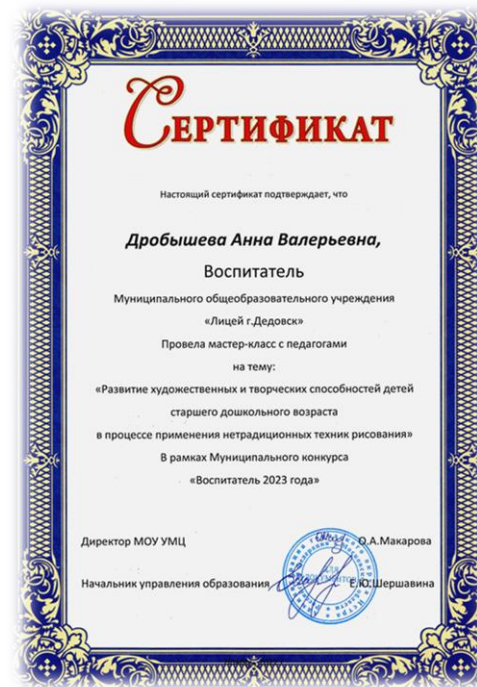 СЕРТИФИКАТ
Настоящий сертификат подтверждает, что
Дробышева Анна Валерьевна,
Воспитатель
Муниципального общеобразовательного учреждения
«Лицей г.Дедовск»
Провела мастер-класс с педагогами
на тему:
«Развитие художественных и творческих способностей детей
старшего дошкольного возраста
в процессе применения нетрадиционных техник рисования»
В рамках Муниципального конкурса
«Воспитатель 2023 года»
Директор МОУ УМЦ О.А.Макарова
Начальник управления образования Е.Ю.Шершавина
ДЛЯ
ДОКУМЕНТОВ